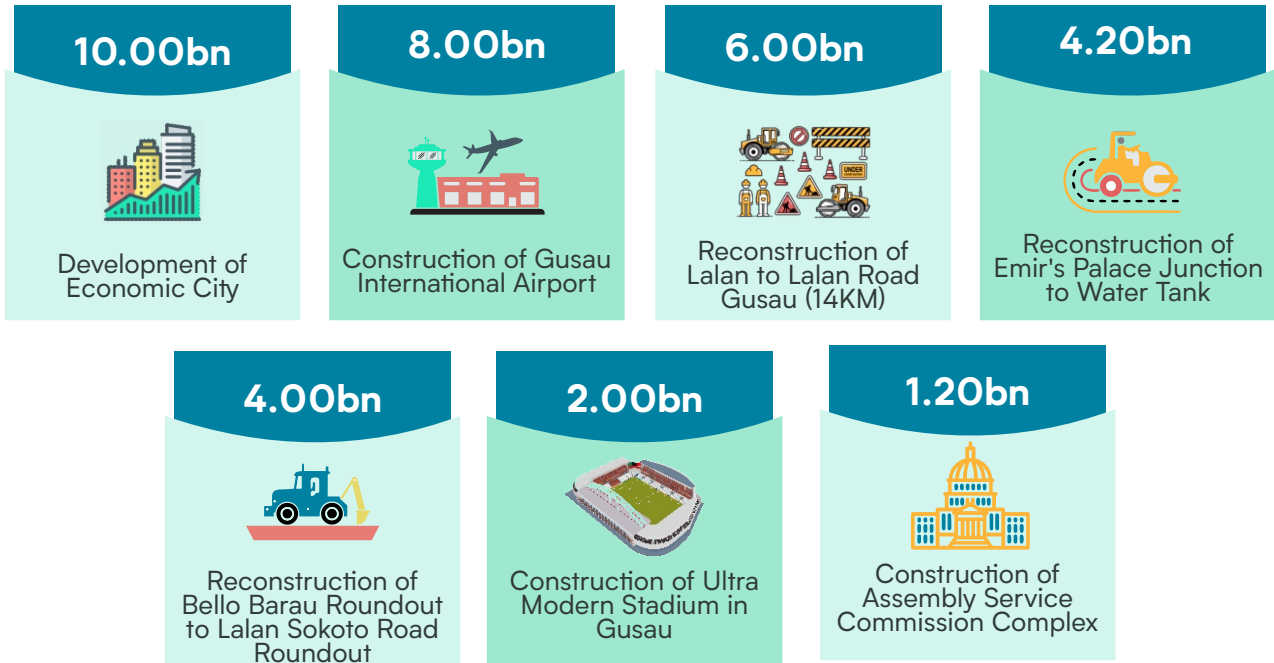 10.00bn
Development of
Economic City
8.00bn
Construction of Gusau
International Airport
6.00bn
UNDER
Reconstruction of
Lalan to Lalan Road
Gusau (14KM)
4.20bn
Reconstruction of
Emir's Palace Junction
to Water Tank
4.00bn
Reconstruction of
Bello Barau Roundout
to Lalan Sokoto Road
Roundout
2.00bn
Construction of Ultra
Modern Stadium in
Gusau
1.20bn
Construction of
Assembly Service
Commission Complex